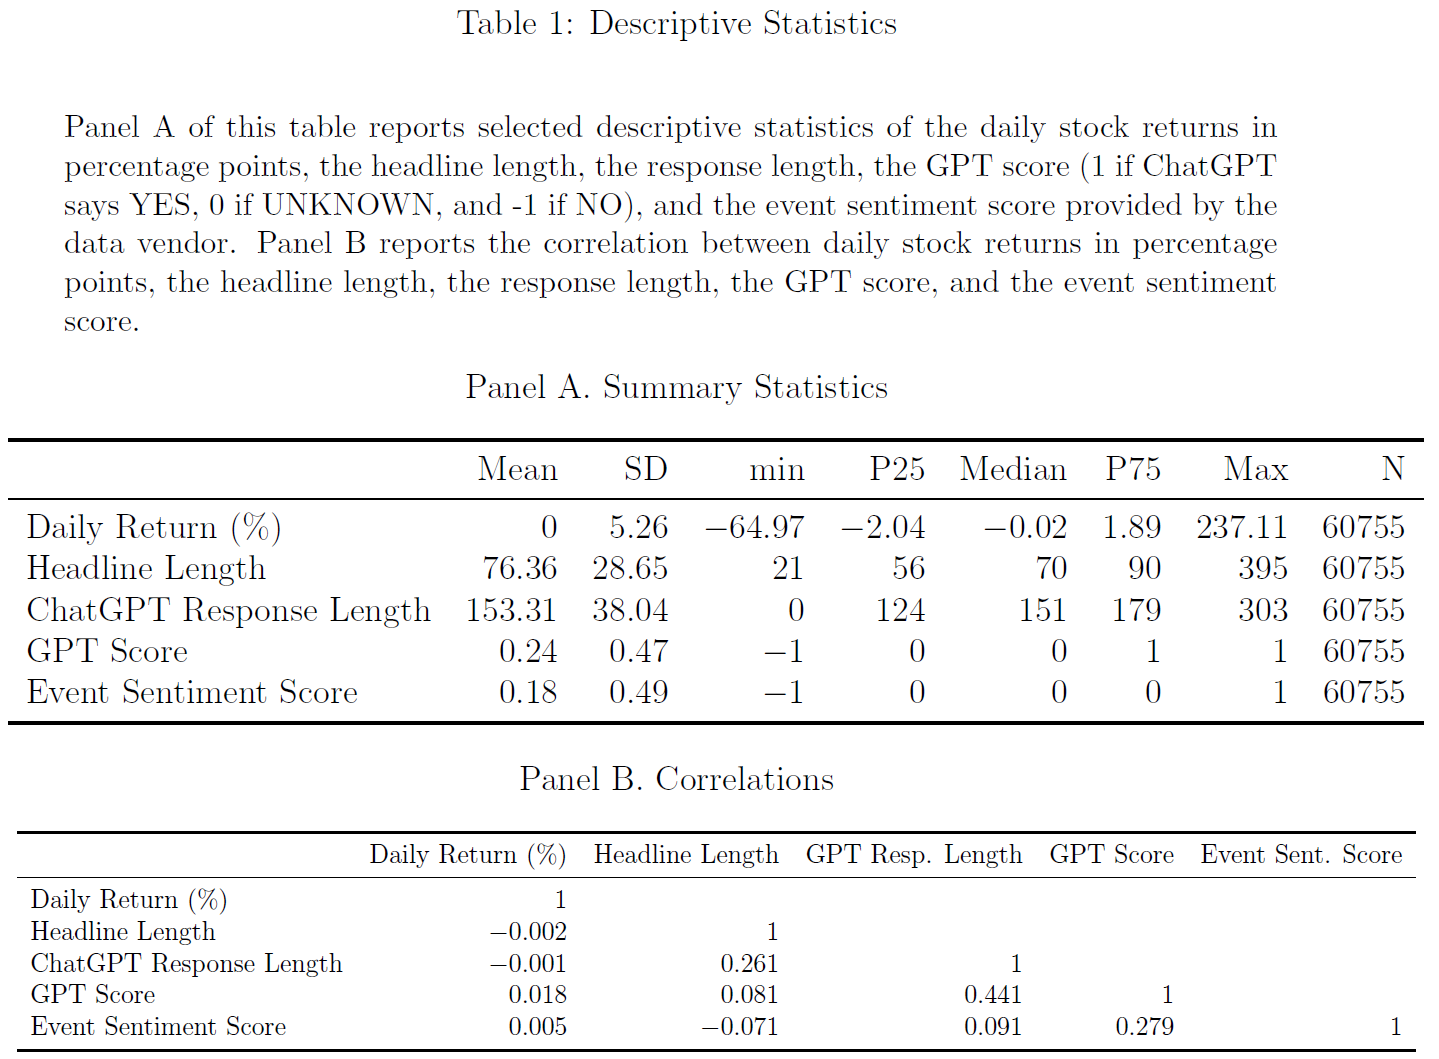 Table 1: Descriptive Statistics
Panel A of this table reports selected descriptive statistics of the daily stock returns in
percentage points, the headline length, the response length, the GPT score (1 if ChatGPT
says YES, 0 if UNKNOWN, and -1 if NO), and the event sentiment score provided by the
data vendor. Panel B reports the correlation between daily stock returns in percentage
points, the headline length, the response length, the GPT score, and the event sentiment
score.
Panel A. Summary Statistics
Mean SD min P25 Median P75 Max N
Daily Return (%) 0 5.26 −64.97 −2.04 −0.02 1.89 237.11 60755
Headline Length 76.36 28.65 21 56 70 90 395 60755
ChatGPT Response Length 153.31 38.04 0 124 151 179 303 60755
GPT Score 0.24 0.47 −1 0 0 1 1 60755
Event Sentiment Score 0.18 0.49 −1 0 0 0 1 60755
Panel B. Correlations
Daily Return (%) Headline Length GPT Resp. Length GPT Score Event Sent. Score
Daily Return (%) 1
Headline Length −0.002 1
ChatGPT Response Length −0.001 0.261 1
GPT Score 0.018 0.081 0.441 1
Event Sentiment Score 0.005 −0.071 0.091 0.279 1